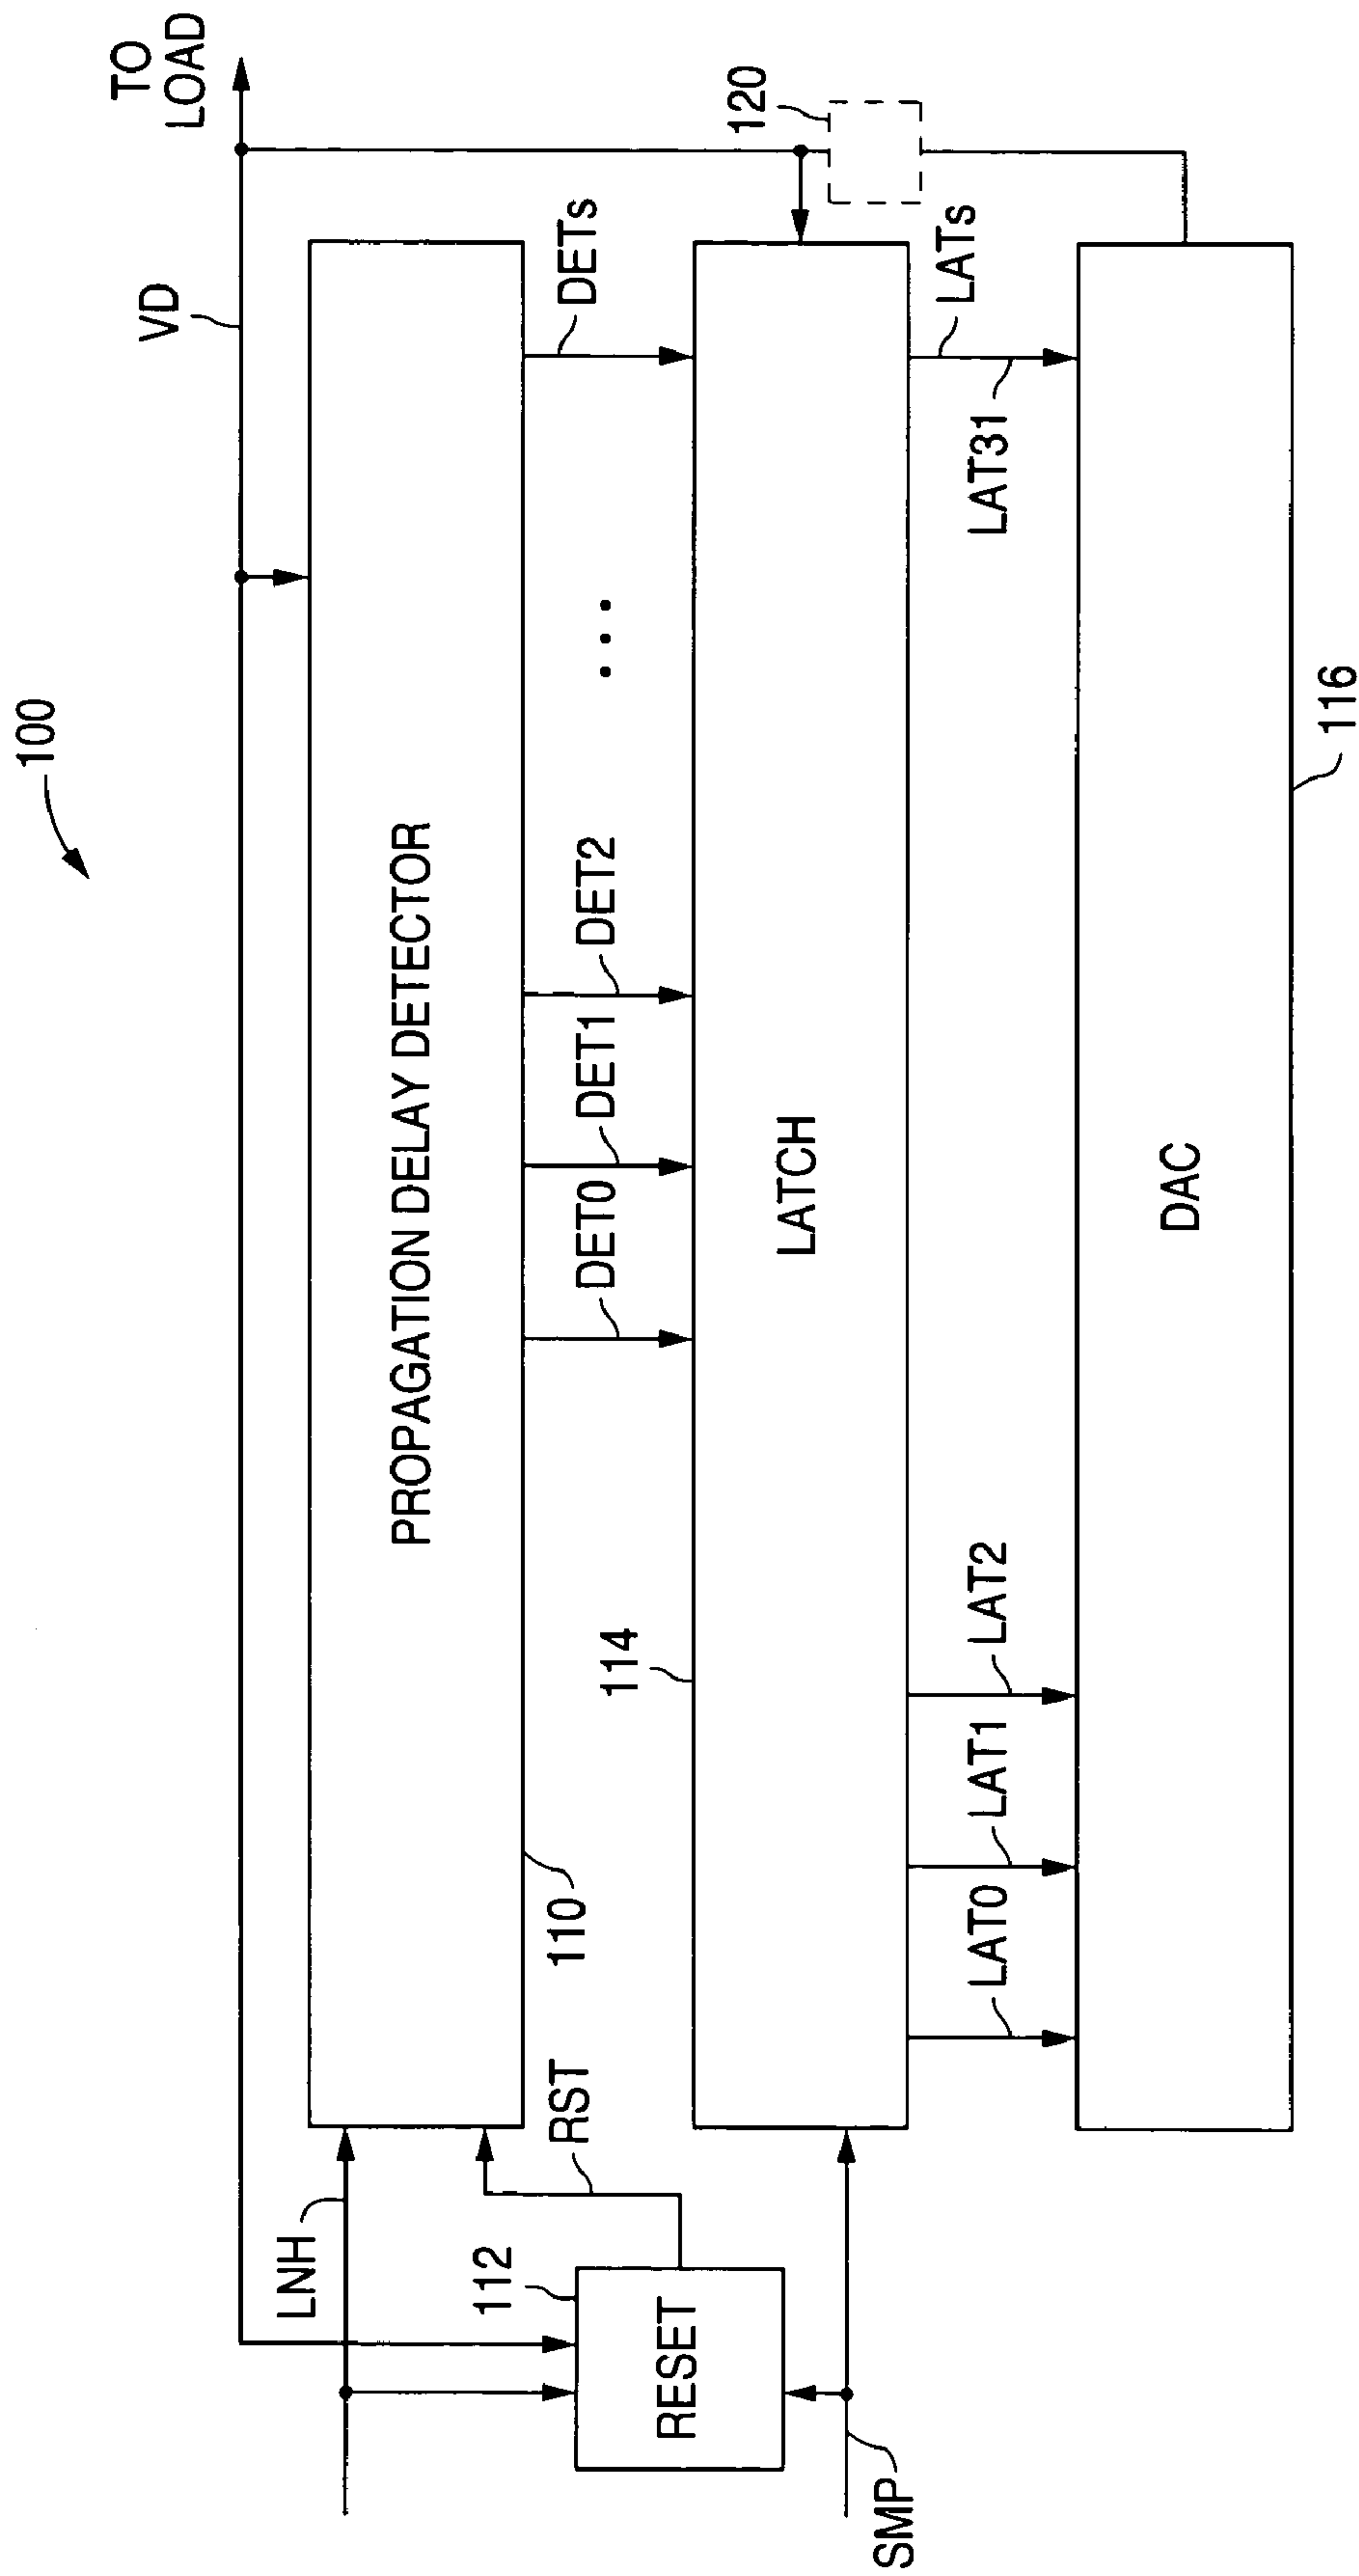 100
VD
TO
LOAD
LNH
PROPAGATION DELAY DETECTOR
110
RST
112
RESET
DET0
DET1
DET2
...
DETs
120
114
LATCH
SMP
LAT0
LAT1
LAT2
LATs
LAT31
DAC
116